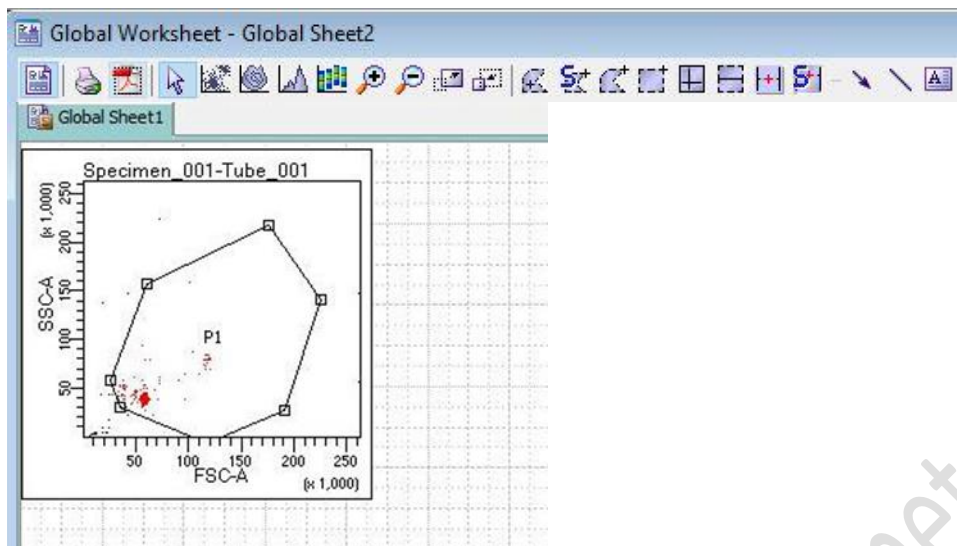 Global Worksheet - Global Sheet2
Global Sheet1
Specimen_001-Tube_001
(x 1,000)
250
200
150
100
50
SSC-A
P1
50 100 150 200 250
FSC-A
(x 1,000)